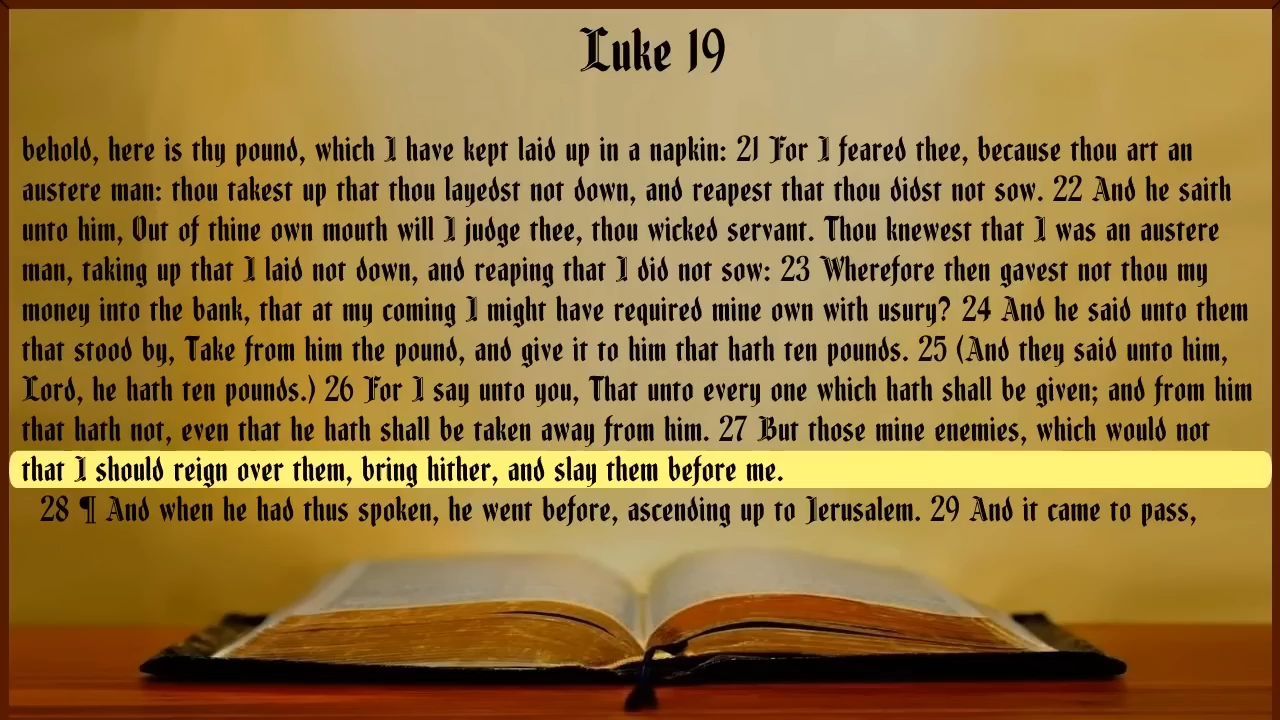 Luke 19
behold, here is thy pound, which I have kept laid up in a napkin: 21 For I feared thee, because thou art an
austere man: thou takest up that thou layedst not down, and reapest that thou didst not sow. 22 And he saith
unto him, Out of thine own mouth will I judge thee, thou wicked servant. Thou knewest that I was an austere
man, taking up that I laid not down, and reaping that I did not sow: 23 Wherefore then gavest not thou my
money into the bank, that at my coming I might have required mine own with usury? 24 And he said unto them
that stood by, Take from him the pound, and give it to him that hath ten pounds. 25 (And they said unto him,
Lord, he hath ten pounds.) 26 For I say unto you, That unto every one which hath shall be given; and from him
that hath not, even that he hath shall be taken away from him. 27 But those mine enemies, which would not
that I should reign over them, bring hither, and slay them before me.
28 ¶ And when he had thus spoken, he went before, ascending up to Jerusalem. 29 And it came to pass,